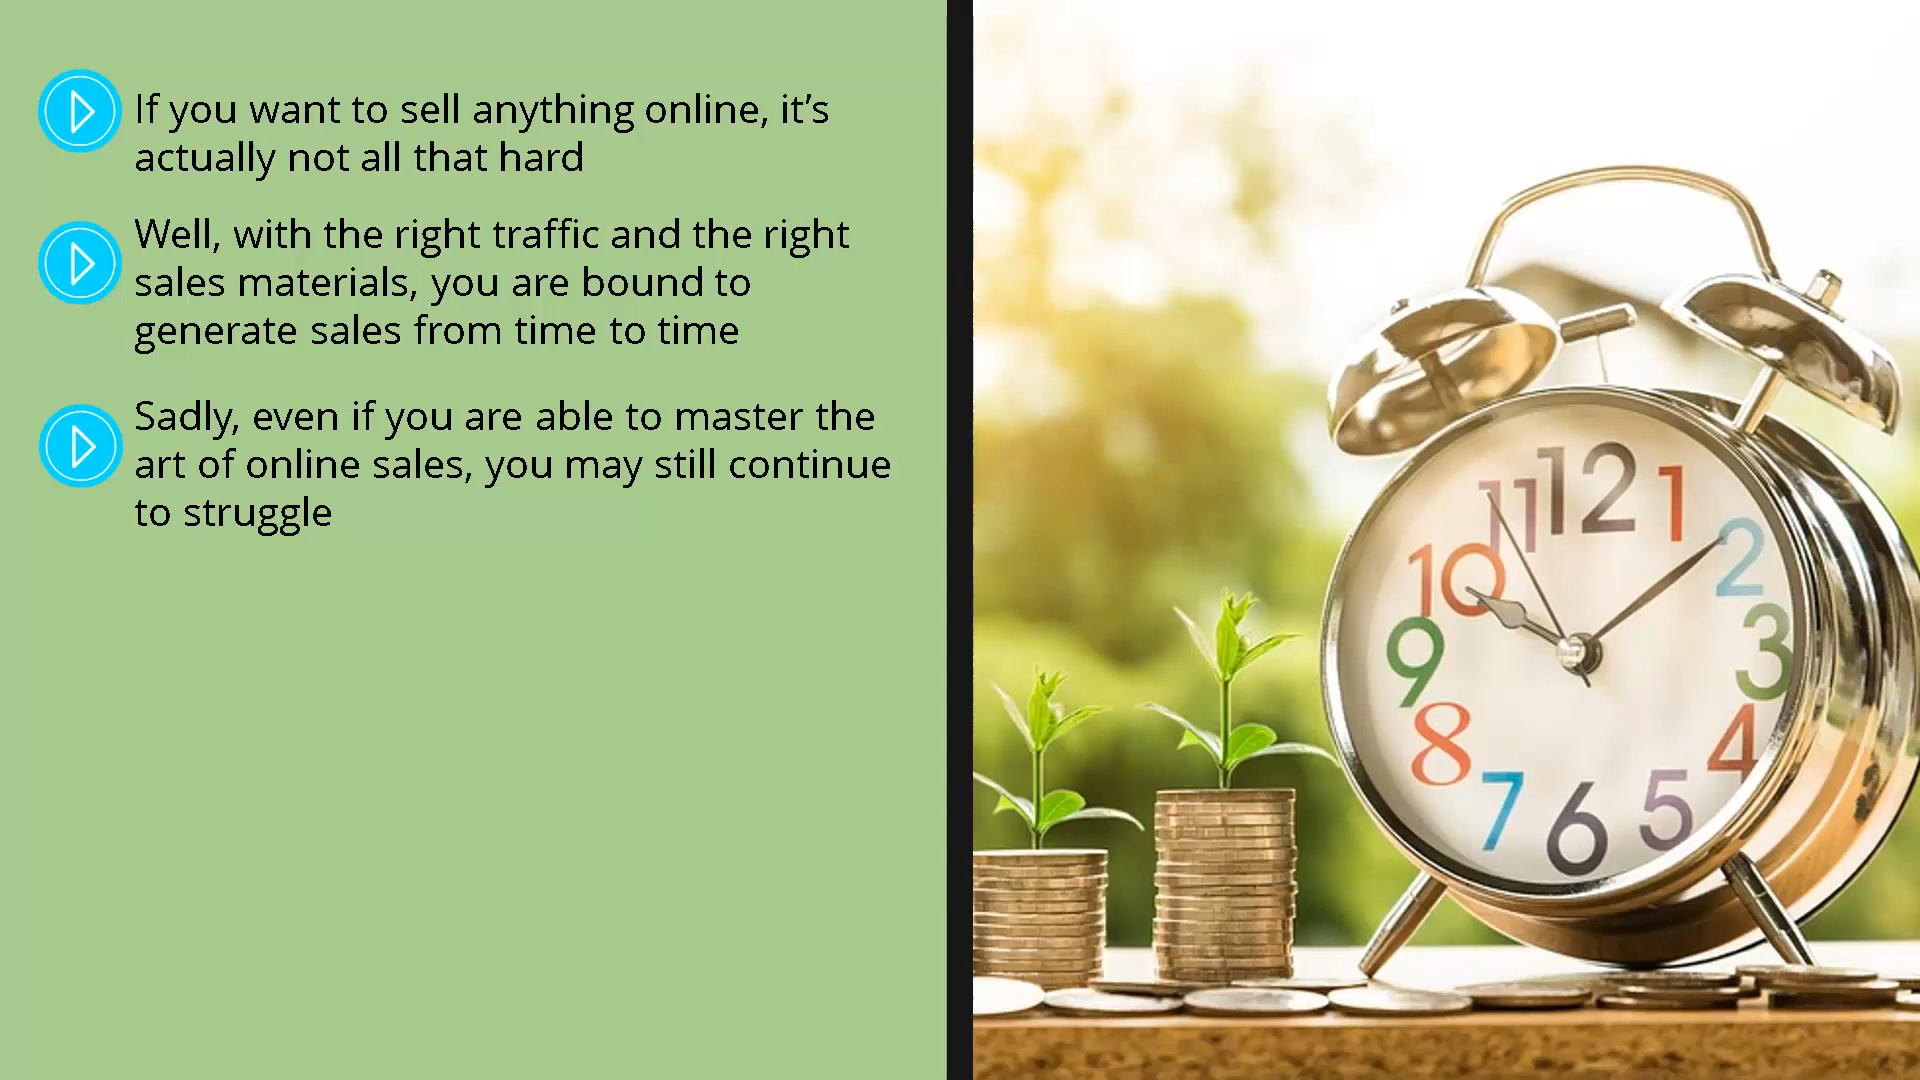 If you want to sell anything online, it’s
actually not all that hard
Well, with the right traffic and the right
sales materials, you are bound to
generate sales from time to time
Sadly, even if you are able to master the
art of online sales, you may still continue
to struggle
12
1
2
3
4
5
6
7
8
9
10
11